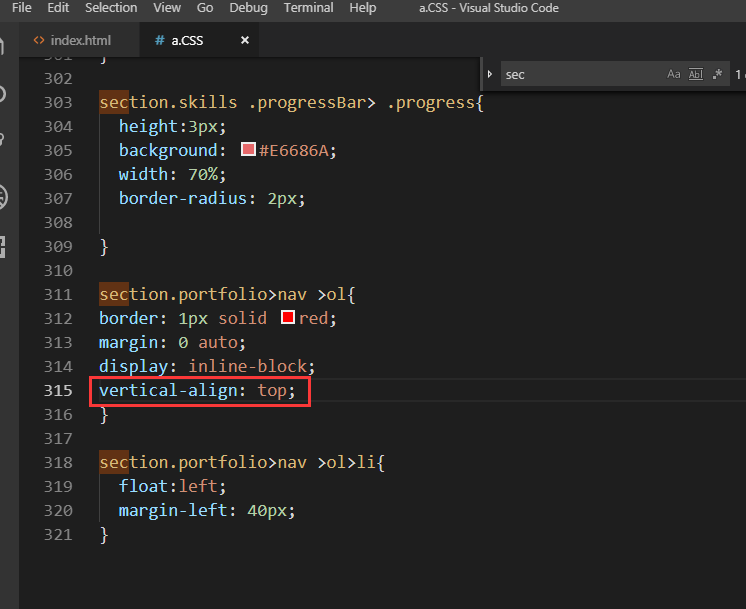 File Edit Selection View Go Debug Terminal Help a.CSS - Visual Studio Code
<> index.html # a.CSS ×
sec Aa Abl .* 1
301 }
302
303 section.skills .progressBar> .progress{
304 height:3px;
305 background: #E6686A;
306 width: 70%;
307 border-radius: 2px;
308
309 }
310
311 section.portfolio>nav >ol{
312 border: 1px solid red;
313 margin: 0 auto;
314 display: inline-block;
315 vertical-align: top;
316 }
317
318 section.portfolio>nav >ol>li{
319 float:left;
320 margin-left: 40px;
321 }